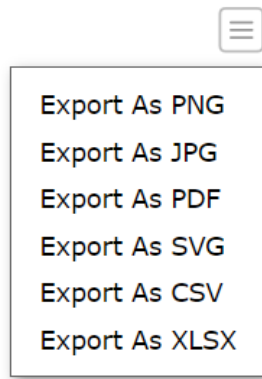 Export As PNG
Export As JPG
Export As PDF
Export As SVG
Export As CSV
Export As XLSX